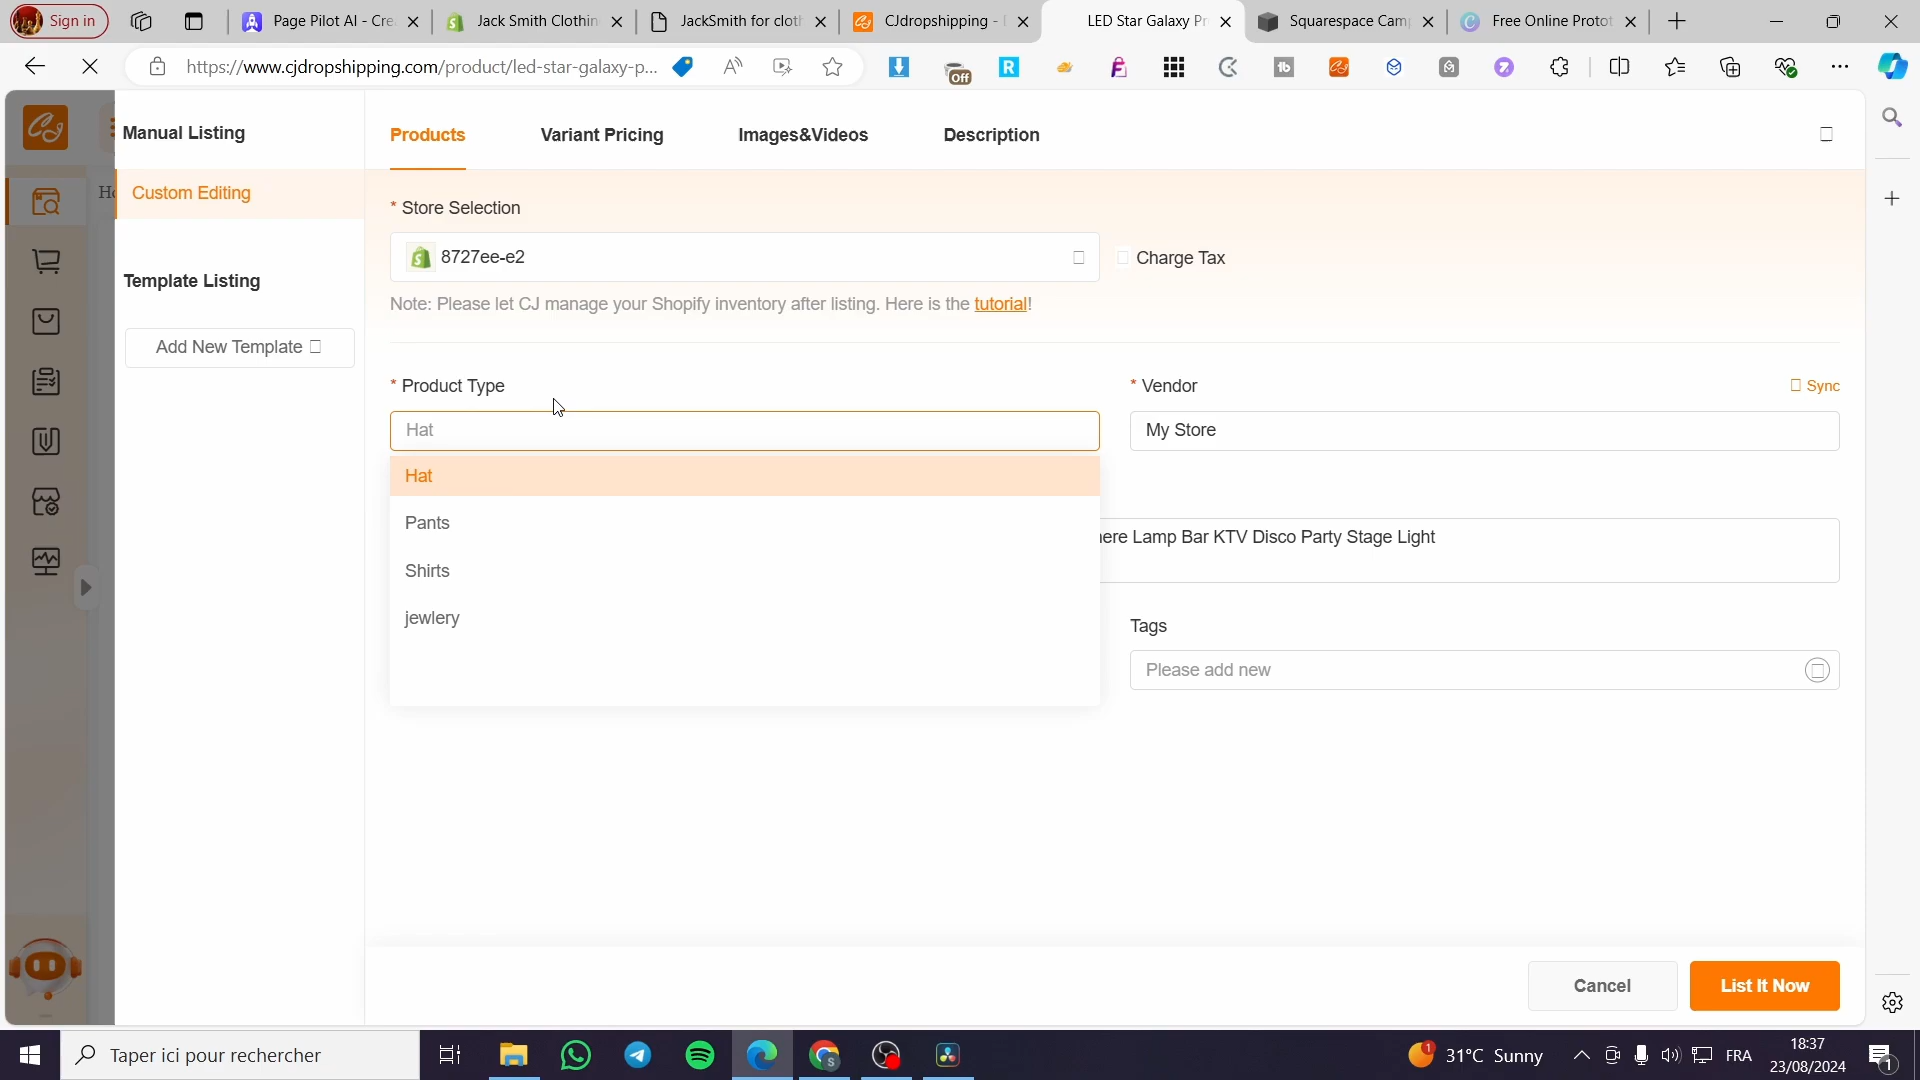 Sign in
Page Pilot AI - Cre
Jack Smith Clothin
JackSmith for clot
CJdropshipping -
LED Star Galaxy Pr
Squarespace Cam
Free Online Protot
https://www.cjdropshipping.com/product/led-star-galaxy-p...
Off
Manual Listing
Custom Editing
Template Listing
Add New Template
Products
Variant Pricing
Images&Videos
Description
* Store Selection
8727ee-e2
Charge Tax
Note: Please let CJ manage your Shopify inventory after listing. Here is the tutorial!
* Product Type
* Vendor
Sync
Hat
My Store
Hat
Pants
Shirts
jewlery
here Lamp Bar KTV Disco Party Stage Light
Tags
Please add new
Cancel
List It Now
Taper ici pour rechercher
1
31°C Sunny
FRA
18:37
23/08/2024
1